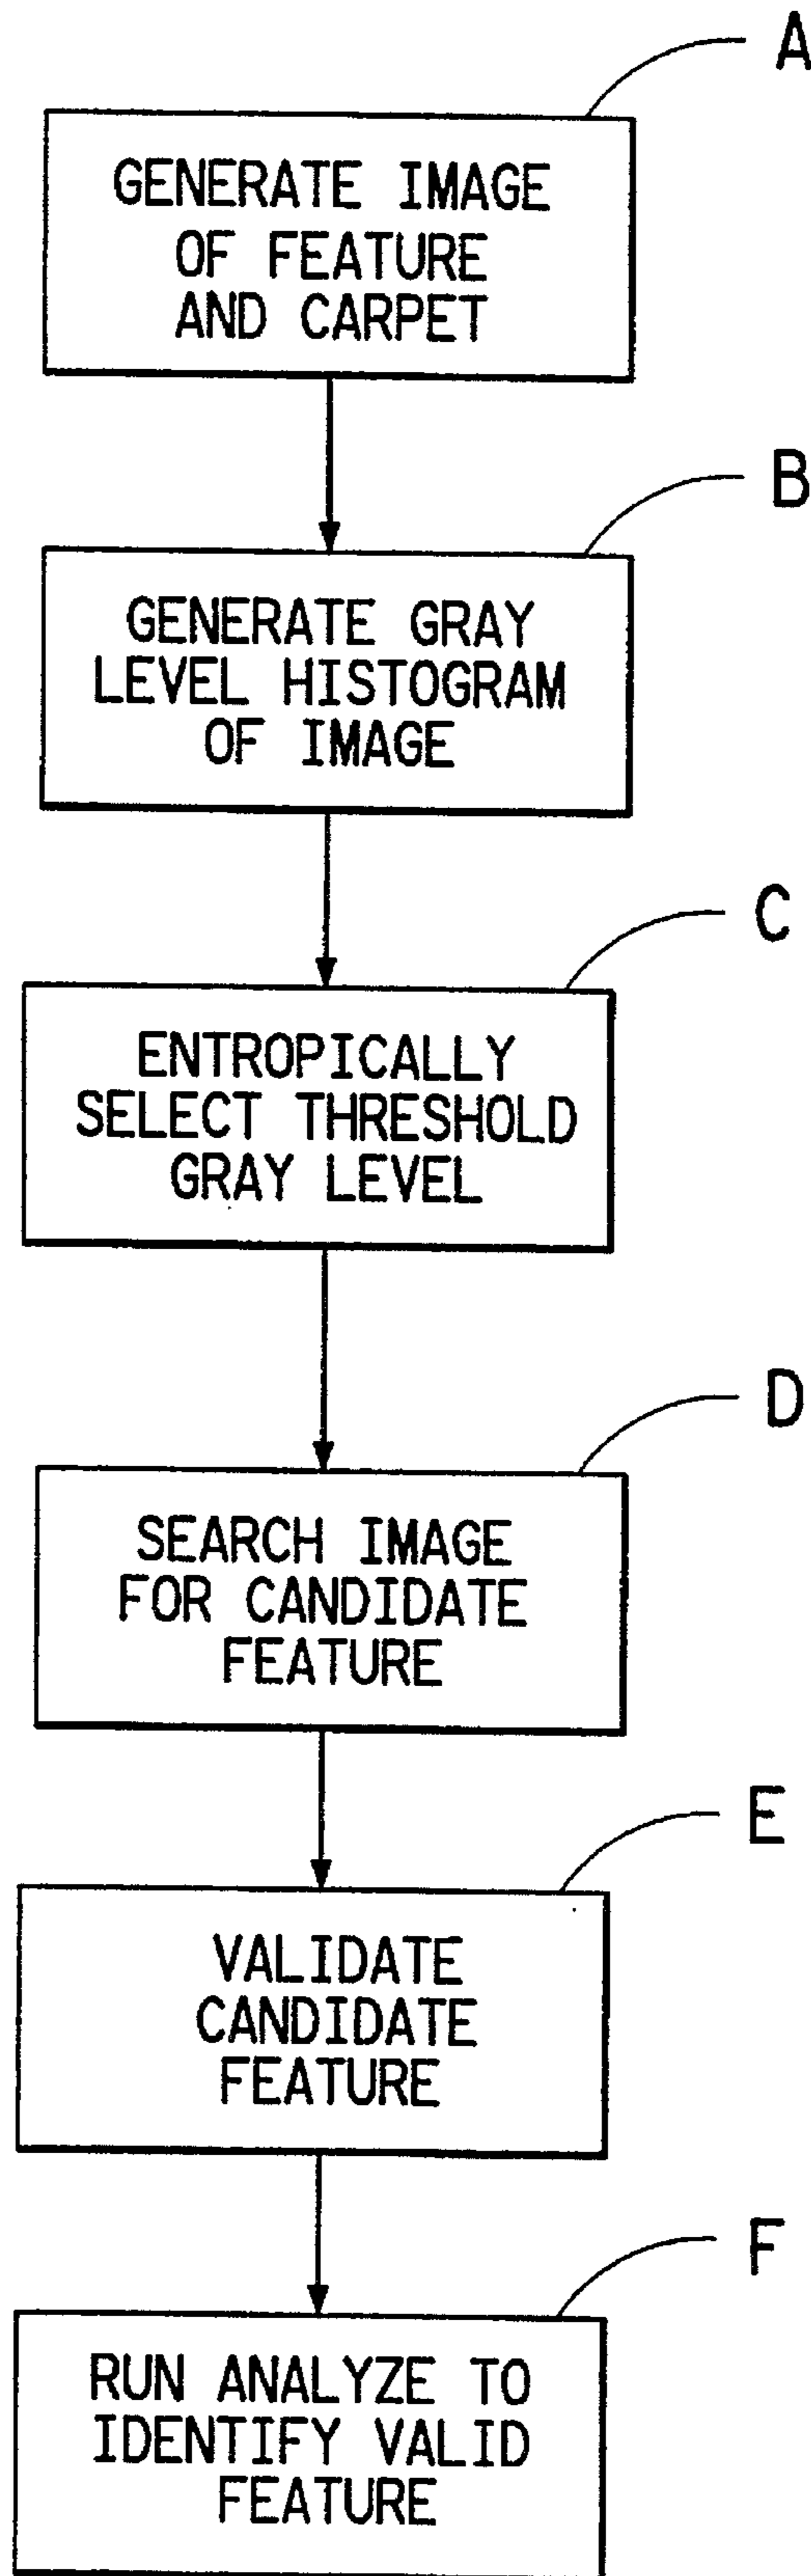 A
GENERATE IMAGE
OF FEATURE
AND CARPET
B
GENERATE GRAY
LEVEL HISTOGRAM
OF IMAGE
C
ENTROPICALLY
SELECT THRESHOLD
GRAY LEVEL
D
SEARCH IMAGE
FOR CANDIDATE
FEATURE
E
VALIDATE
CANDIDATE
FEATURE
F
RUN ANALYZE TO
IDENTIFY VALID
FEATURE